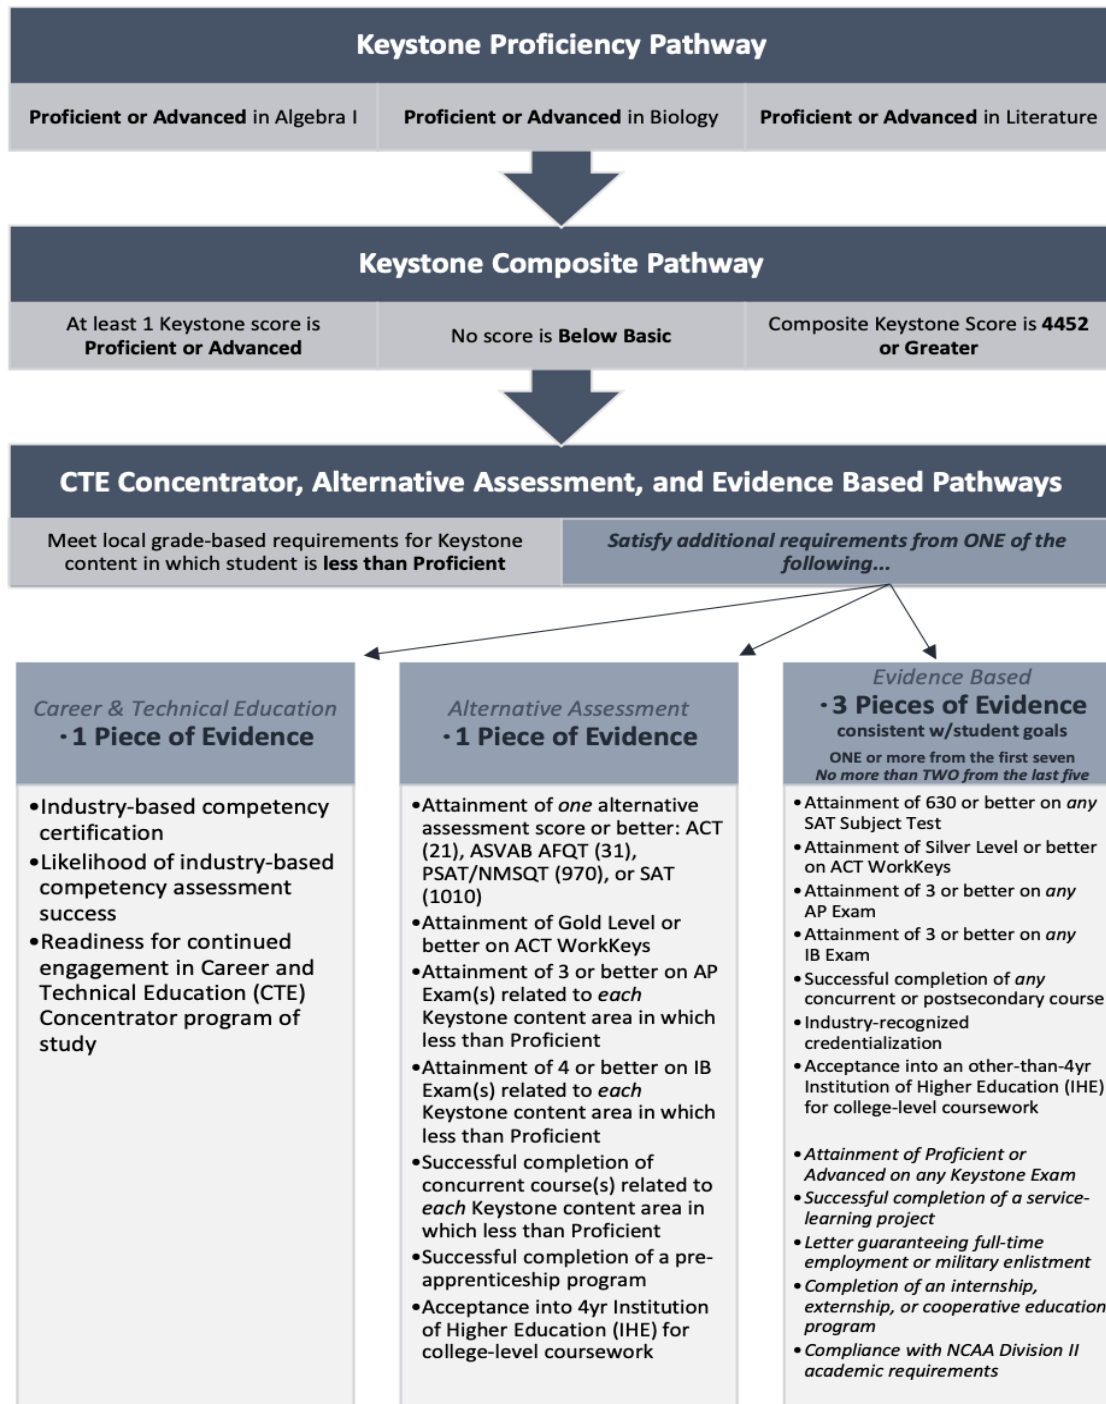 Keystone Proficiency Pathway
Proficient or Advanced in Algebra I
Proficient or Advanced in Biology
Proficient or Advanced in Literature
Keystone Composite Pathway
At least 1 Keystone score is
Proficient or Advanced
No score is Below Basic
Composite Keystone Score is 4452
or Greater
CTE Concentrator, Alternative Assessment, and Evidence Based Pathways
Meet local grade-based requirements for Keystone
content in which student is less than Proficient
Satisfy additional requirements from ONE of the
following...
Career & Technical Education
·1 Piece of Evidence
•Industry-based competency
certification
•Likelihood of industry-based
competency assessment
success
•Readiness for continued
engagement in Career and
Technical Education (CTE)
Concentrator program of
study
Alternative Assessment
·1 Piece of Evidence
•Attainment of one alternative
assessment score or better: ACT
(21), ASVAB AFQT (31),
PSAT/NMSQT (970), or SAT
(1010)
•Attainment of Gold Level or
better on ACT WorkKeys
•Attainment of 3 or better on AP
Exam(s) related to each
Keystone content area in which
less than Proficient
•Attainment of 4 or better on IB
Exam(s) related to each
Keystone content area in which
less than Proficient
•Successful completion of
concurrent course(s) related to
each Keystone content area in
which less than Proficient
•Successful completion of a pre-
apprenticeship program
•Acceptance into 4yr Institution
of Higher Education (IHE) for
college-level coursework
Evidence Based
·3 Pieces of Evidence
consistent w/student goals
ONE or more from the first seven
No more than TWO from the last five
•Attainment of 630 or better on any
SAT Subject Test
•Attainment of Silver Level or better
on ACT WorkKeys
•Attainment of 3 or better on any
AP Exam
•Attainment of 3 or better on any
IB Exam
•Successful completion of any
concurrent or postsecondary course
•Industry-recognized
credentialization
•Acceptance into an other-than-4yr
Institution of Higher Education (IHE)
for college-level coursework
•Attainment of Proficient or
Advanced on any Keystone Exam
•Successful completion of a service-
learning project
•Letter guaranteeing full-time
employment or military enlistment
•Completion of an internship,
externship, or cooperative education
program
•Compliance with NCAA Division II
academic requirements